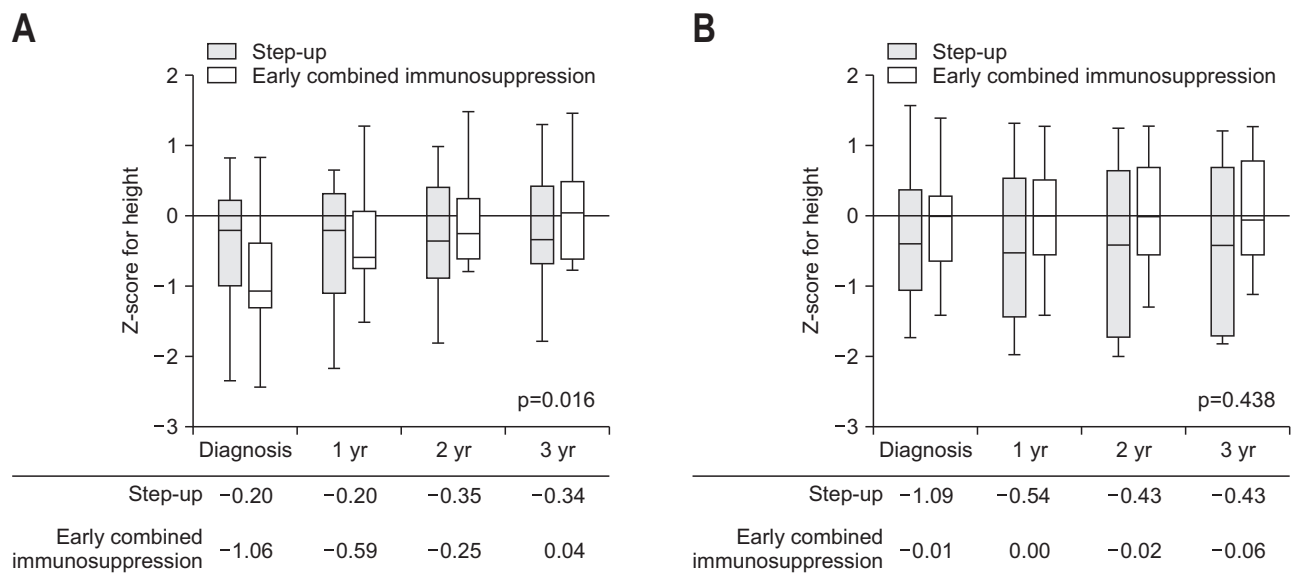 A
Step-up
Early combined immunosuppression
2
1
0
−1
−2
−3
Z-score for height
p=0.016
Diagnosis 1 yr 2 yr 3 yr
Step-up −0.20 −0.20 −0.35 −0.34
Early combined
immunosuppression −1.06 −0.59 −0.25 0.04
B
Step-up
Early combined immunosuppression
2
1
0
−1
−2
−3
Z-score for height
p=0.438
Diagnosis 1 yr 2 yr 3 yr
Step-up −1.09 −0.54 −0.43 −0.43
Early combined
immunosuppression −0.01 0.00 −0.02 −0.06